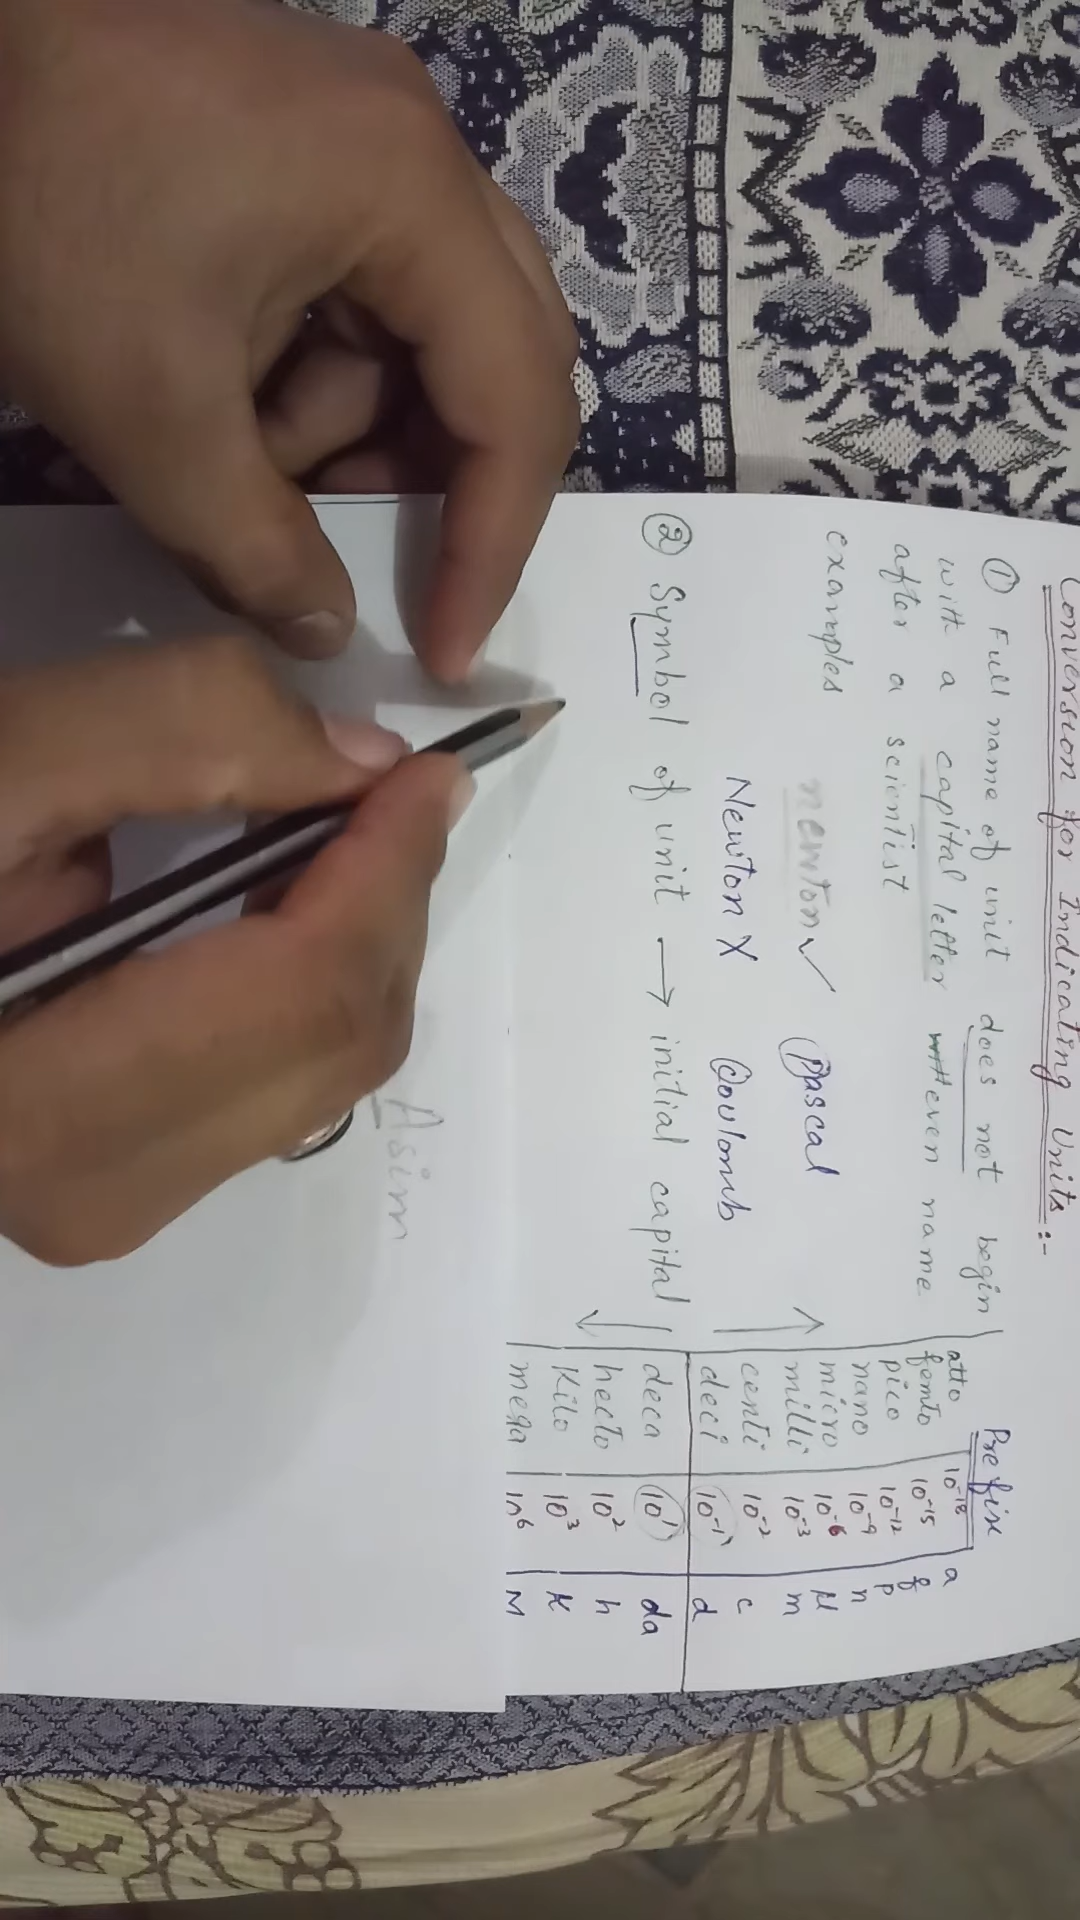 Conversion for Indicating Units:-
① Full name of unit does not begin
with a capital letter even name
after a scientist
examples newton ✓ Pascal
Newton X Coulomb
② Symbol of unit → initial capital
Prefix
atto 10⁻¹⁸ a
femto 10⁻¹⁵ f
pico 10⁻¹² p
nano 10⁻⁹ n
micro 10⁻⁶ μ
milli 10⁻³ m
centi 10⁻² c
deci 10⁻¹ d
deca 10¹ da
hecto 10² h
Kilo 10³ K
mega 10⁶ M
Asim